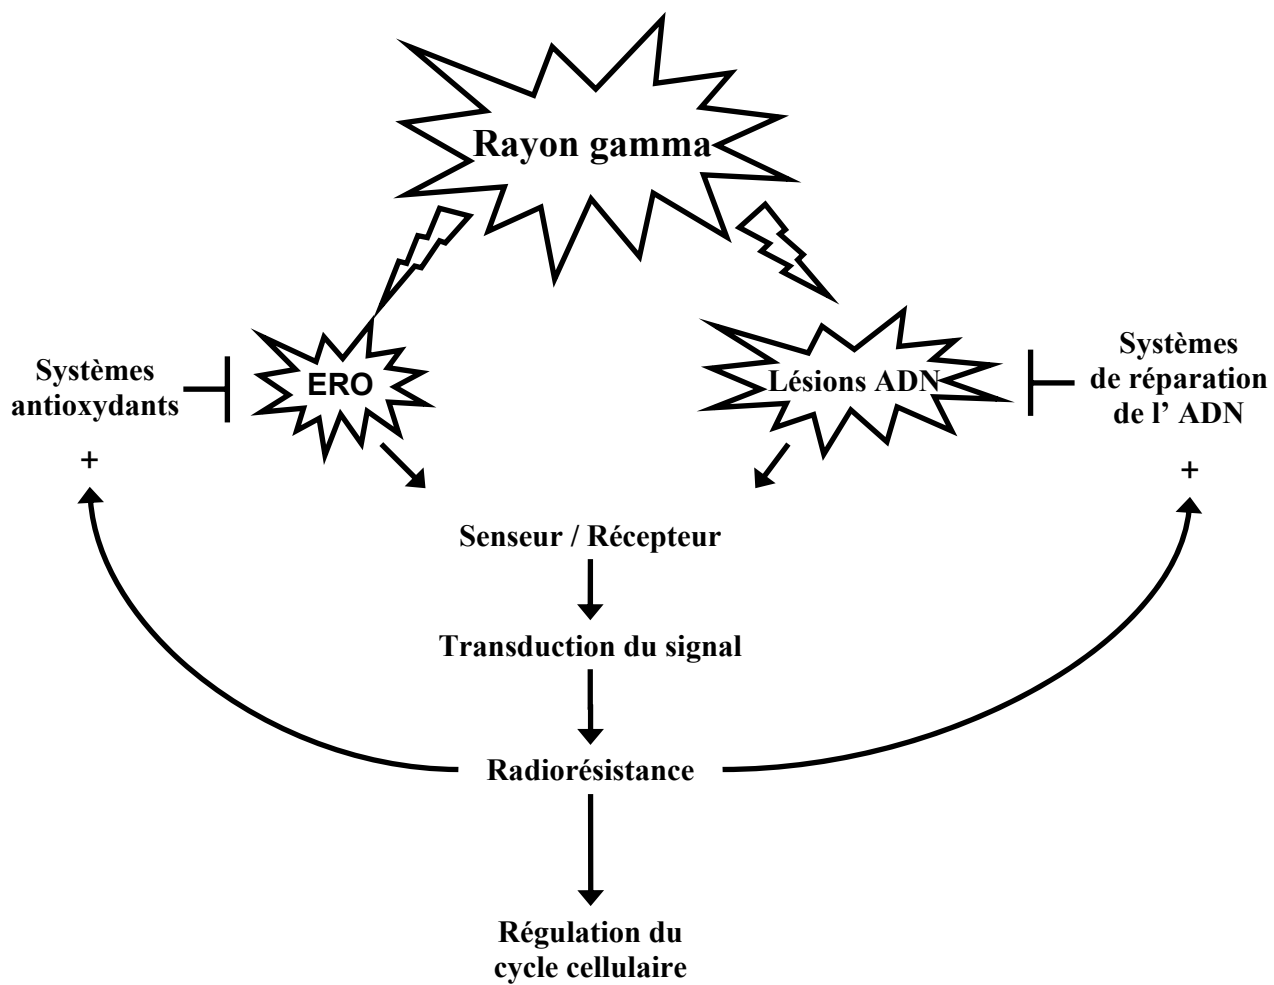 Rayon gamma
Systèmes
antioxydants
+
ERO
Lésions ADN
Systèmes
de réparation
de l’ ADN
+
Senseur / Récepteur
Transduction du signal
Radiorésistance
Régulation du
cycle cellulaire